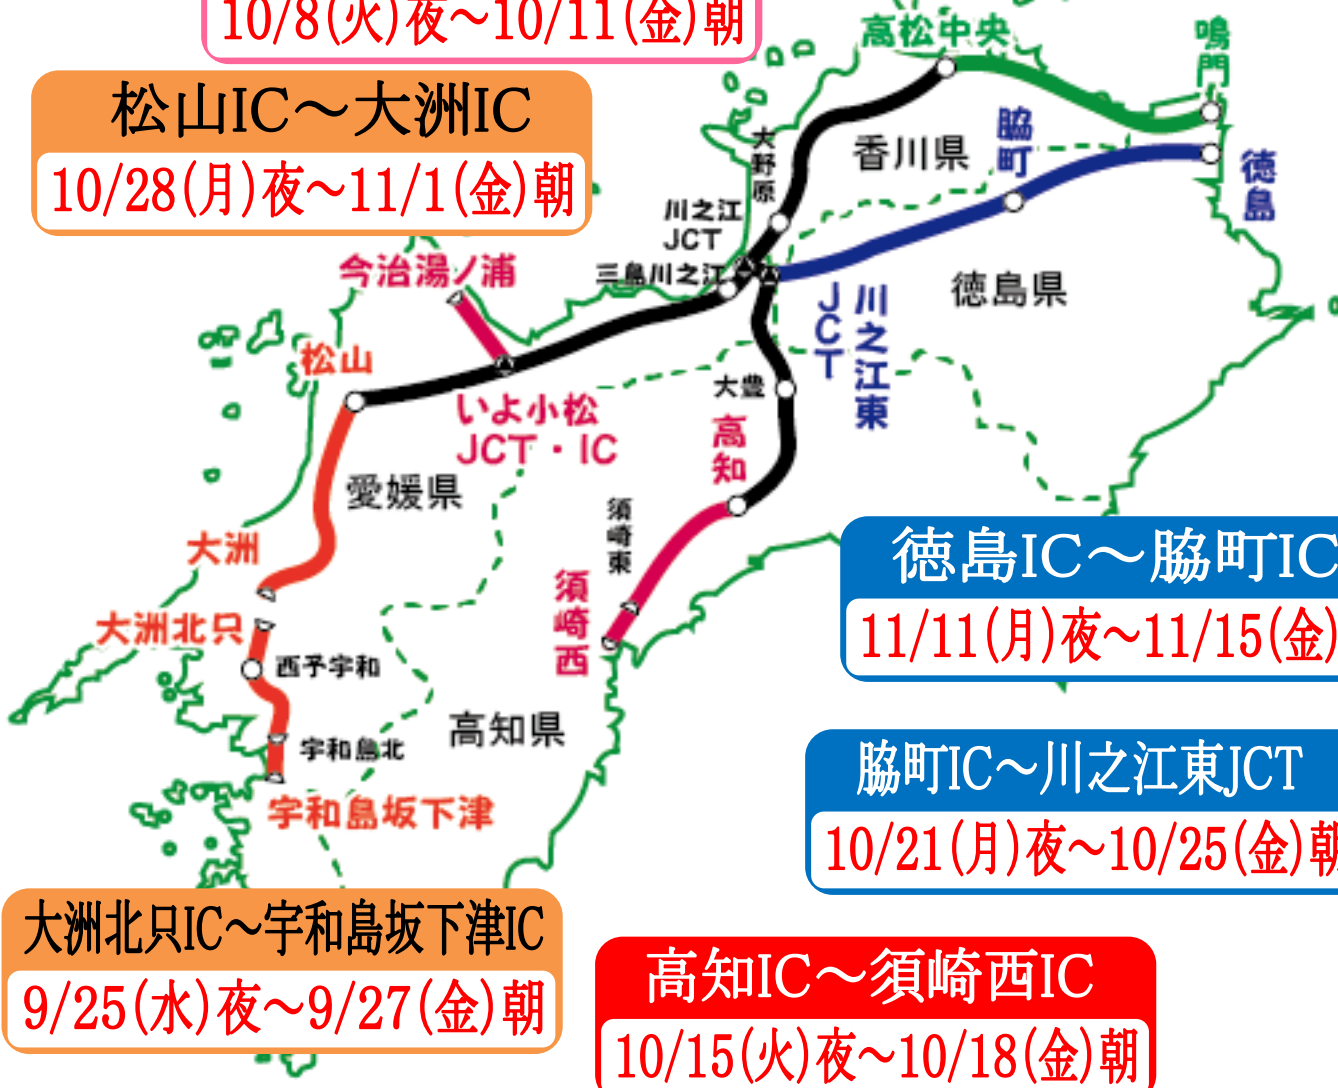 10/8(火)夜～10/11(金)朝
高松中央
鳴門
松山IC～大洲IC
10/28(月)夜～11/1(金)朝
脇町
大野原
香川県
徳島
川之江
JCT
今治湯ノ浦
三島川之江
徳島県
川之江東
JCT
松山
大豊
いよ小松
JCT・IC
高知
愛媛県
須崎東
大洲
徳島IC～脇町IC
11/11(月)夜～11/15(金)
須崎西
大洲北只
西予宇和
高知県
宇和島北
脇町IC～川之江東JCT
10/21(月)夜～10/25(金)朝
宇和島坂下津
大洲北只IC～宇和島坂下津IC
9/25(水)夜～9/27(金)朝
高知IC～須崎西IC
10/15(火)夜～10/18(金)朝